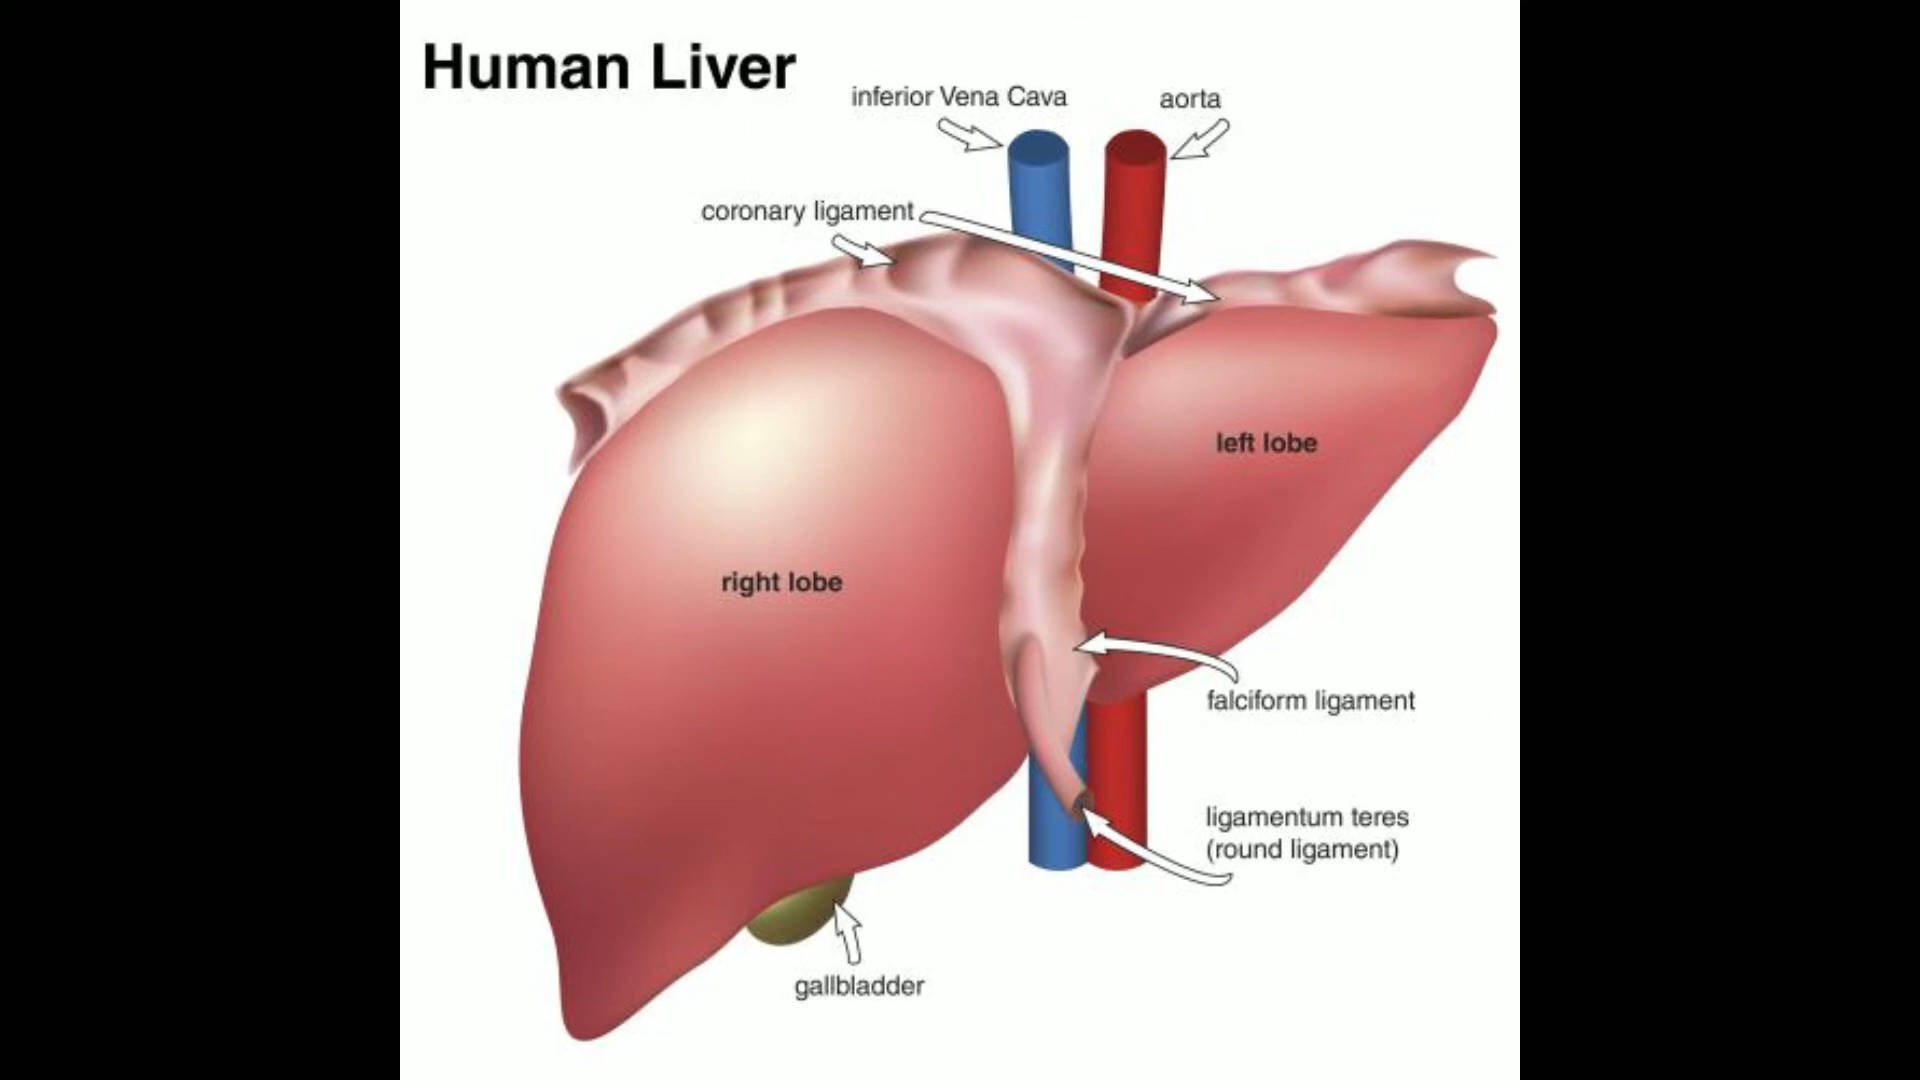 Human Liver
inferior Vena Cava
aorta
coronary ligament
left lobe
right lobe
falciform ligament
ligamentum teres
(round ligament)
gallbladder